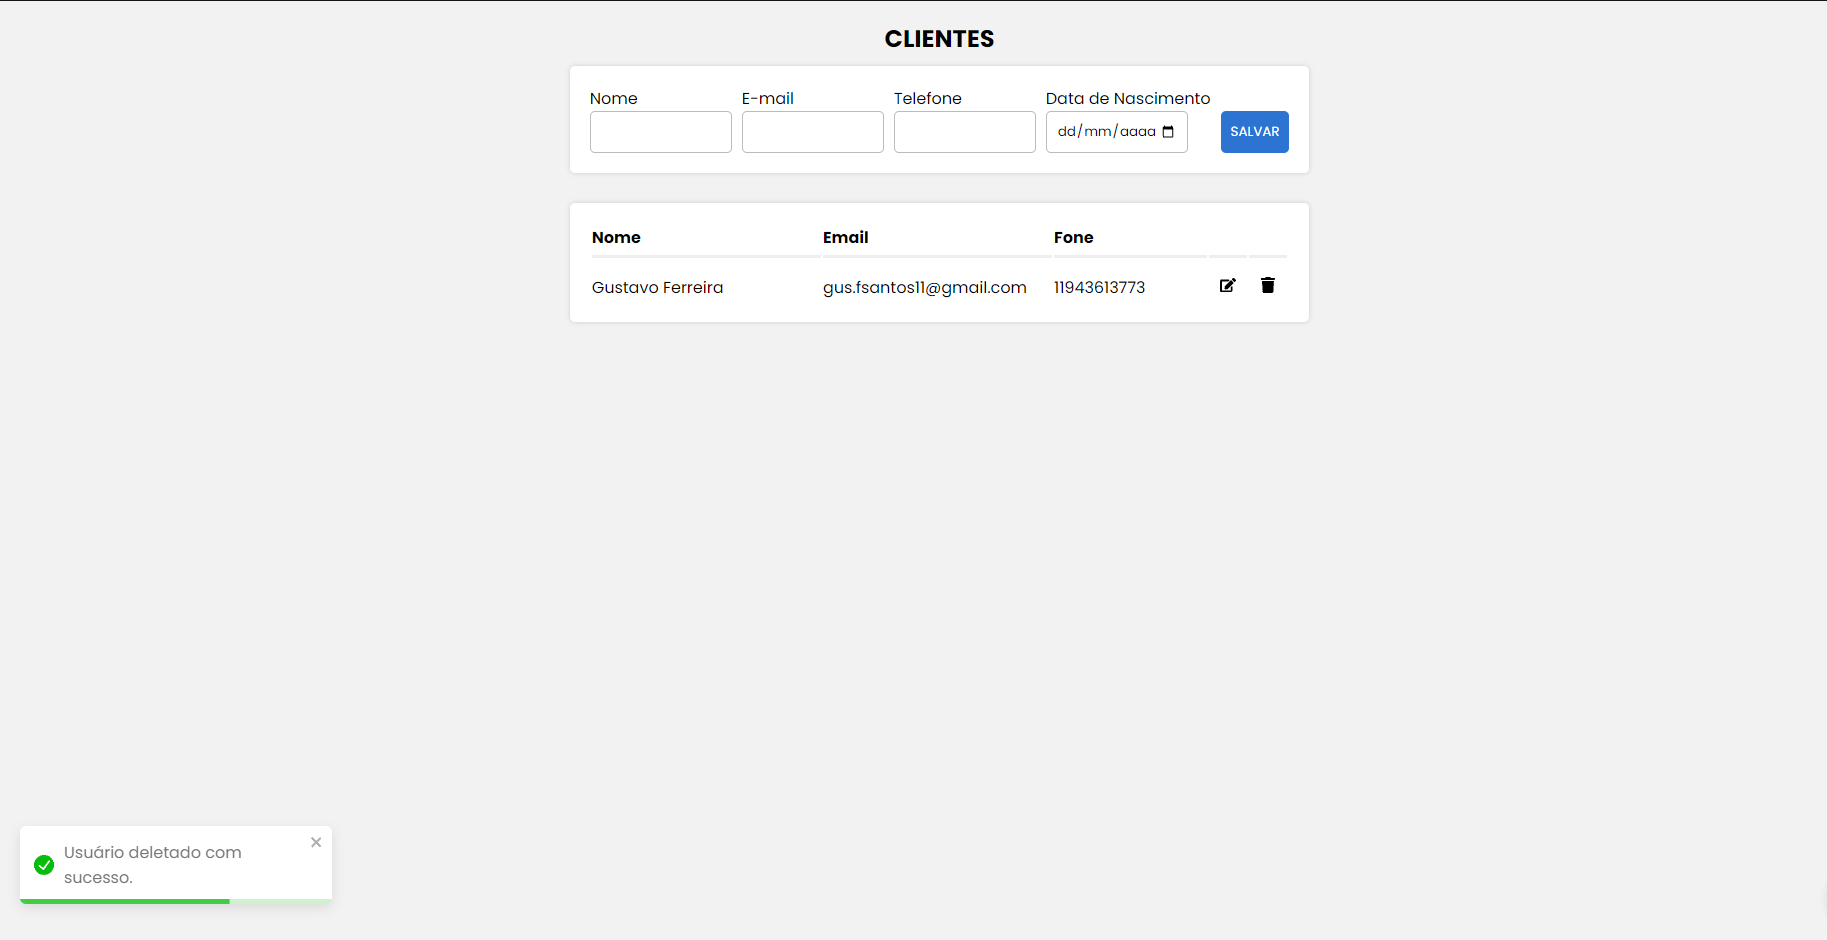 CLIENTES
Nome E-mail Telefone Data de Nascimento
dd/mm/aaaa SALVAR
Nome Email Fone
Gustavo Ferreira gus.fsantos11@gmail.com 11943613773
Usuário deletado com
sucesso.